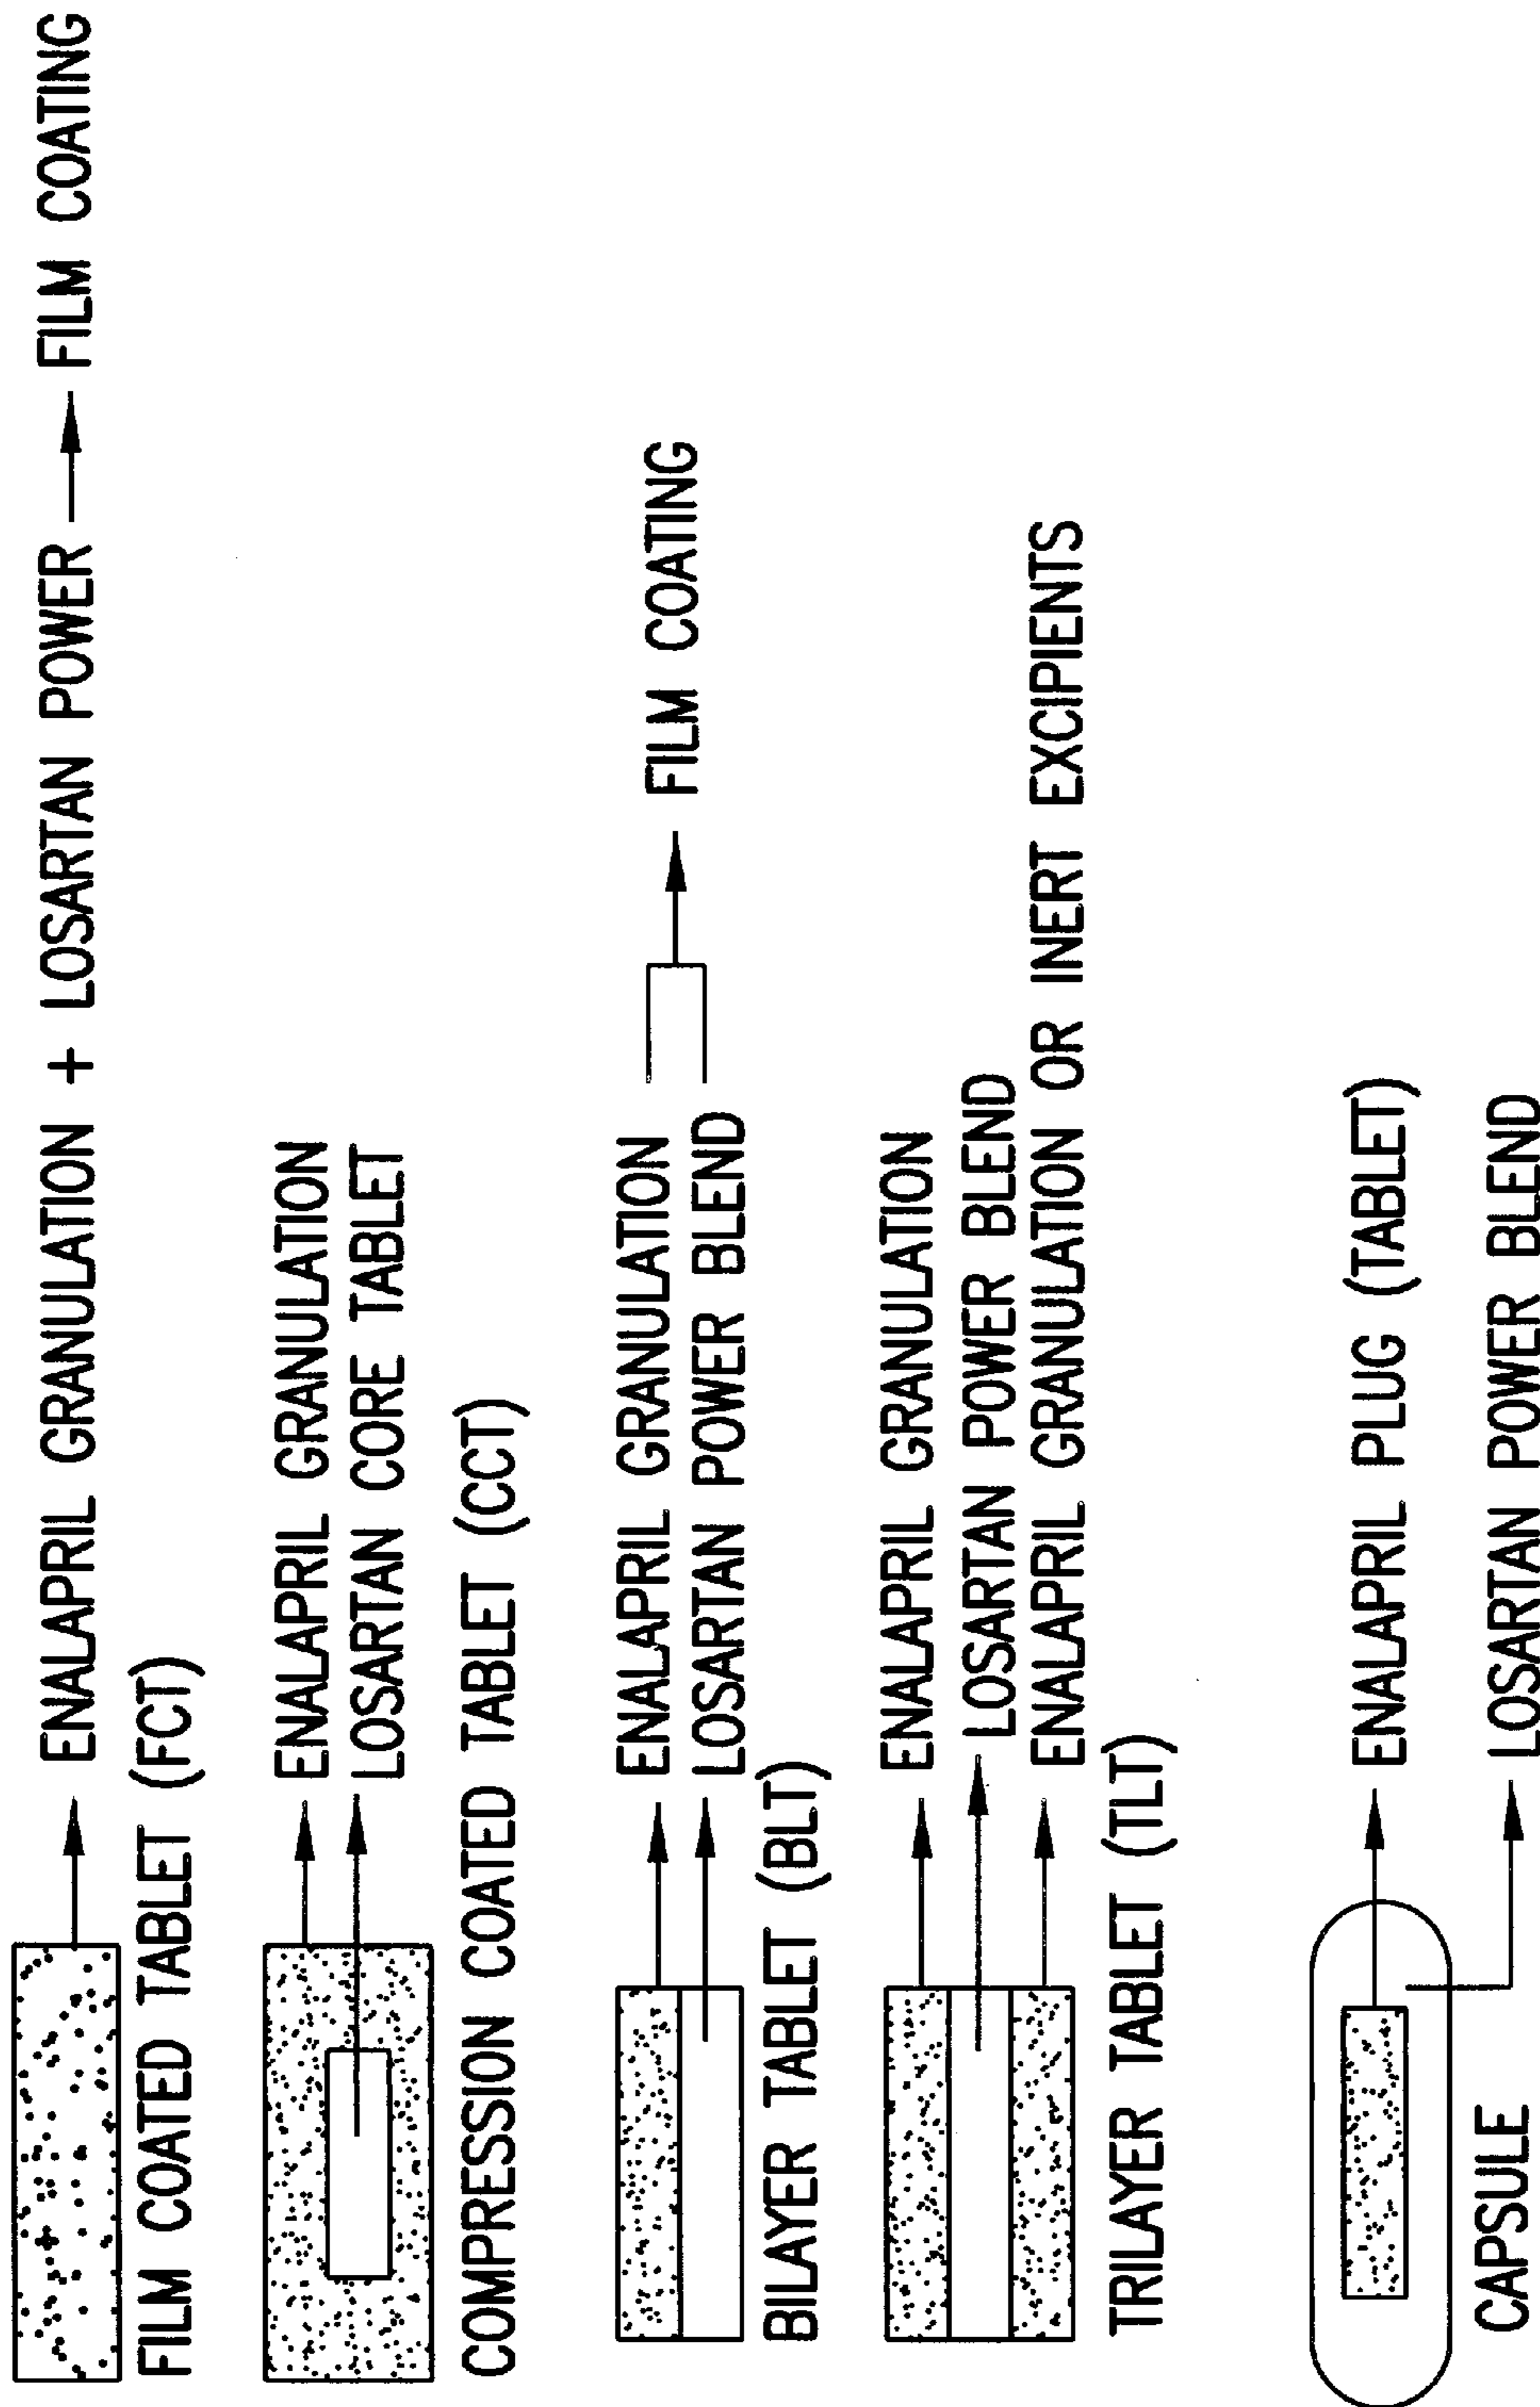 ENALAPRIL GRANULATION + LOSARTAN POWER → FILM COATING
FILM COATED TABLET (FCT)
ENALAPRIL GRANULATION
LOSARTAN CORE TABLET
COMPRESSION COATED TABLET (CCT)
ENALAPRIL GRANULATION
LOSARTAN POWER BLEND
FILM COATING
BILAYER TABLET (BLT)
ENALAPRIL GRANULATION
LOSARTAN POWER BLEND
ENALAPRIL GRANULATION OR INERT EXCIPIENTS
TRILAYER TABLET (TLT)
ENALAPRIL PLUG (TABLET)
LOSARTAN POWER BLEND
CAPSULE